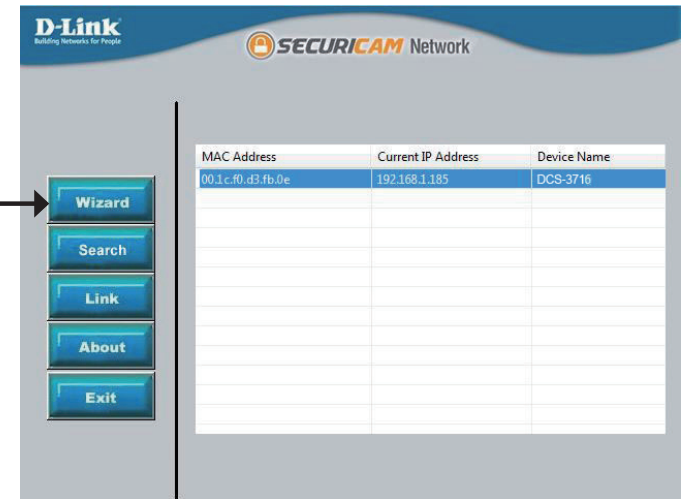 D-Link
Building Networks for People
SECURICAM Network
MAC Address Current IP Address Device Name
00.1c.f0.d3.fb.0e 192.168.1.185 DCS-3716
Wizard
Search
Link
About
Exit